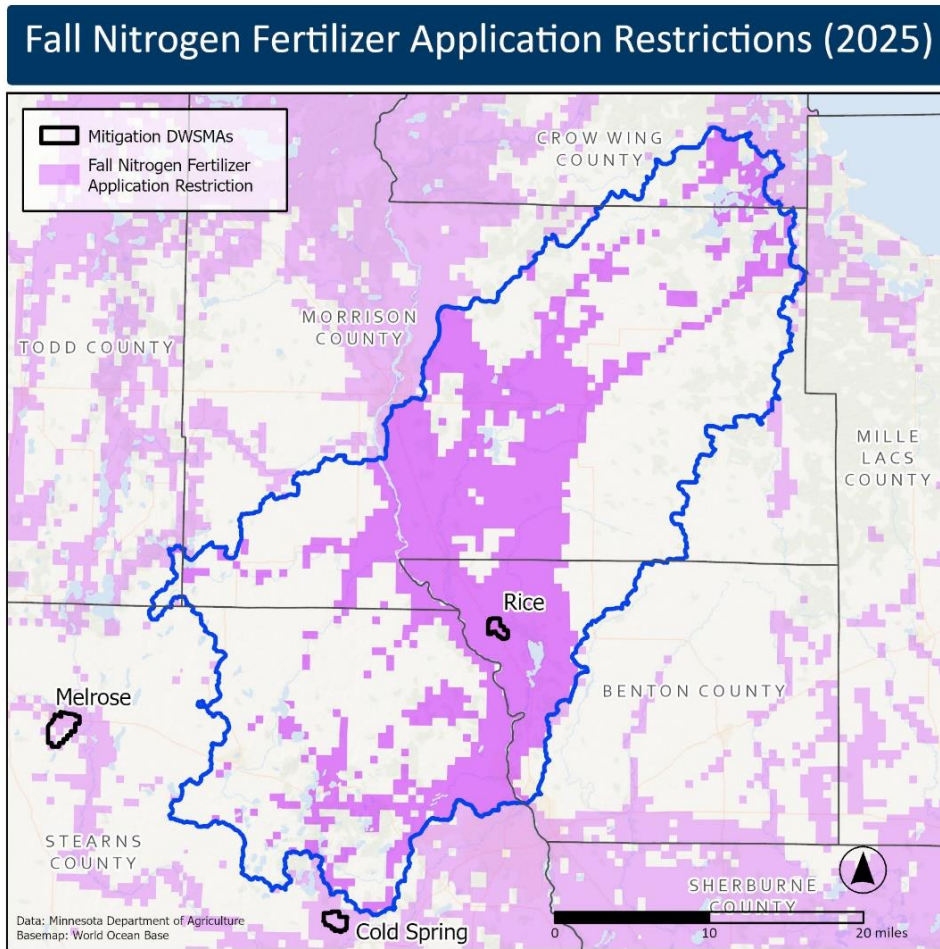 Fall Nitrogen Fertilizer Application Restrictions (2025)
Mitigation DWSMAs
Fall Nitrogen Fertilizer
Application Restriction
CROW WING
COUNTY
MORRISON
COUNTY
TODD COUNTY
MILLE
LACS
COUNTY
Rice
BENTON COUNTY
Melrose
STEARNS
COUNTY
SHERBURNE
COUNTY
Cold Spring
Data: Minnesota Department of Agriculture
Basemap: World Ocean Base
0 10 20 miles